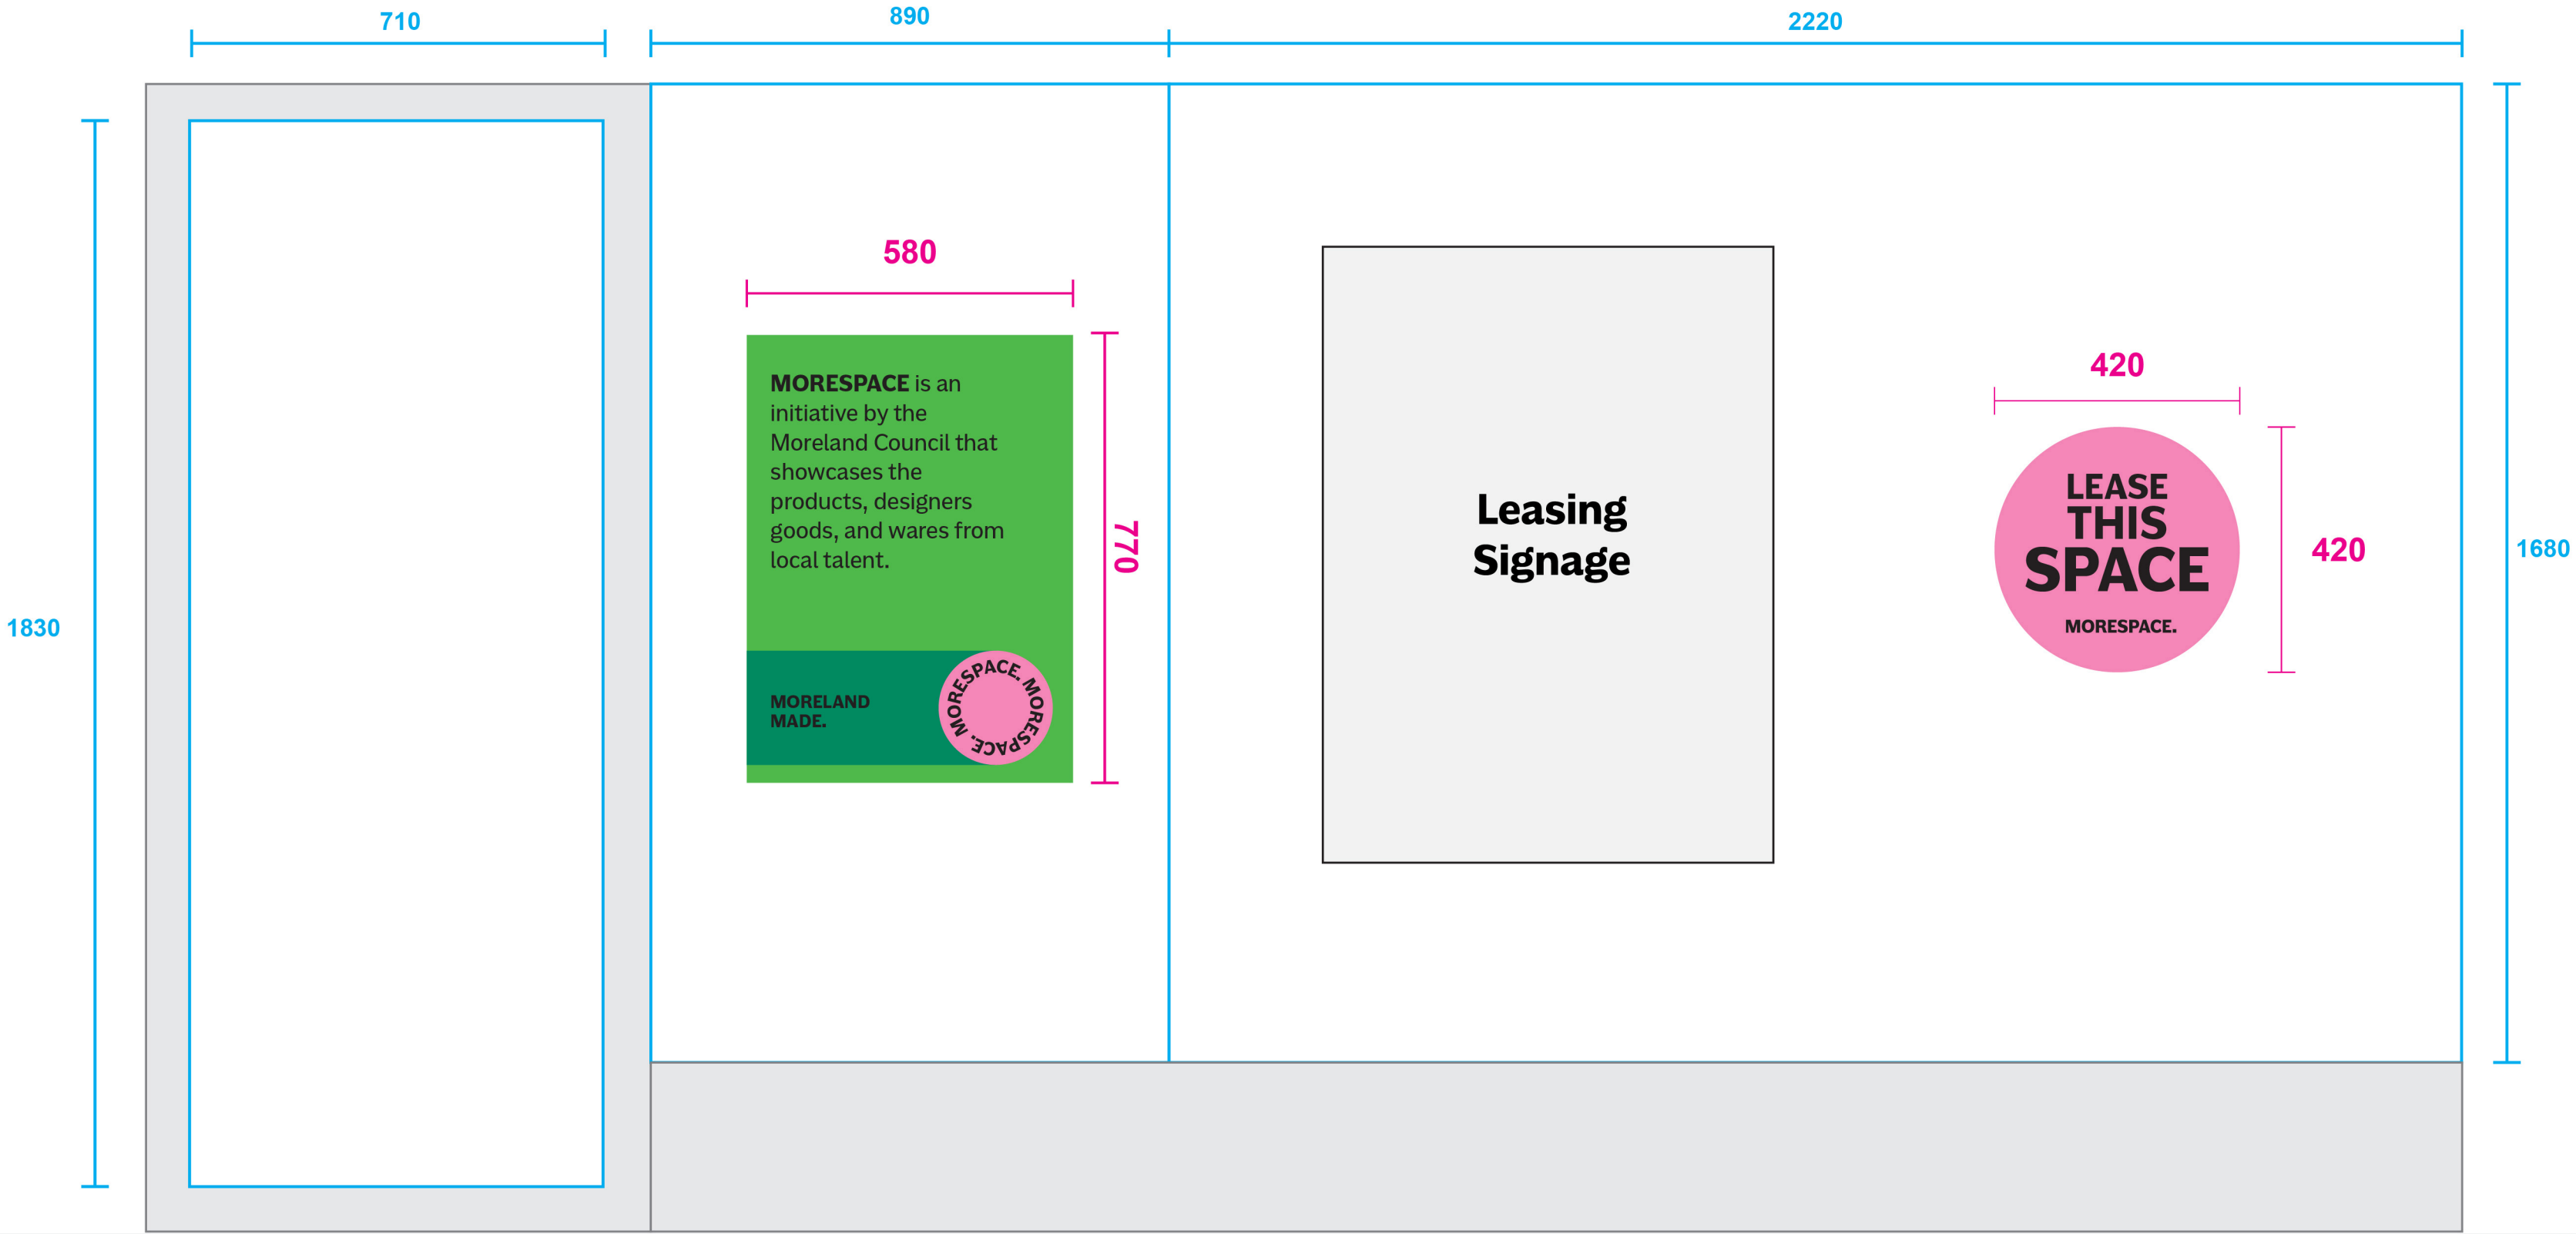 710
890
2220
1830
580
MORESPACE is an
initiative by the
Moreland Council that
showcases the
products, designers
goods, and wares from
local talent.
770
MORELAND
MADE.
MORESPACE. MORESPACE.
Leasing
Signage
420
LEASE
THIS
SPACE
MORESPACE.
420
1680